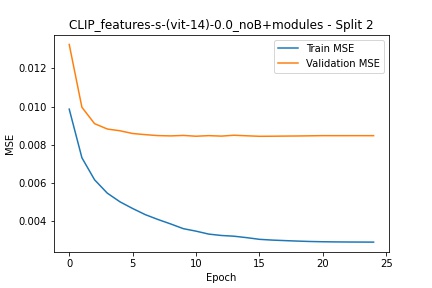 CLIP_features-s-(vit-14)-0.0_noB+modules - Split 2
Train MSE
Validation MSE
MSE
0.012
0.010
0.008
0.006
0.004
0 5 10 15 20 25
Epoch